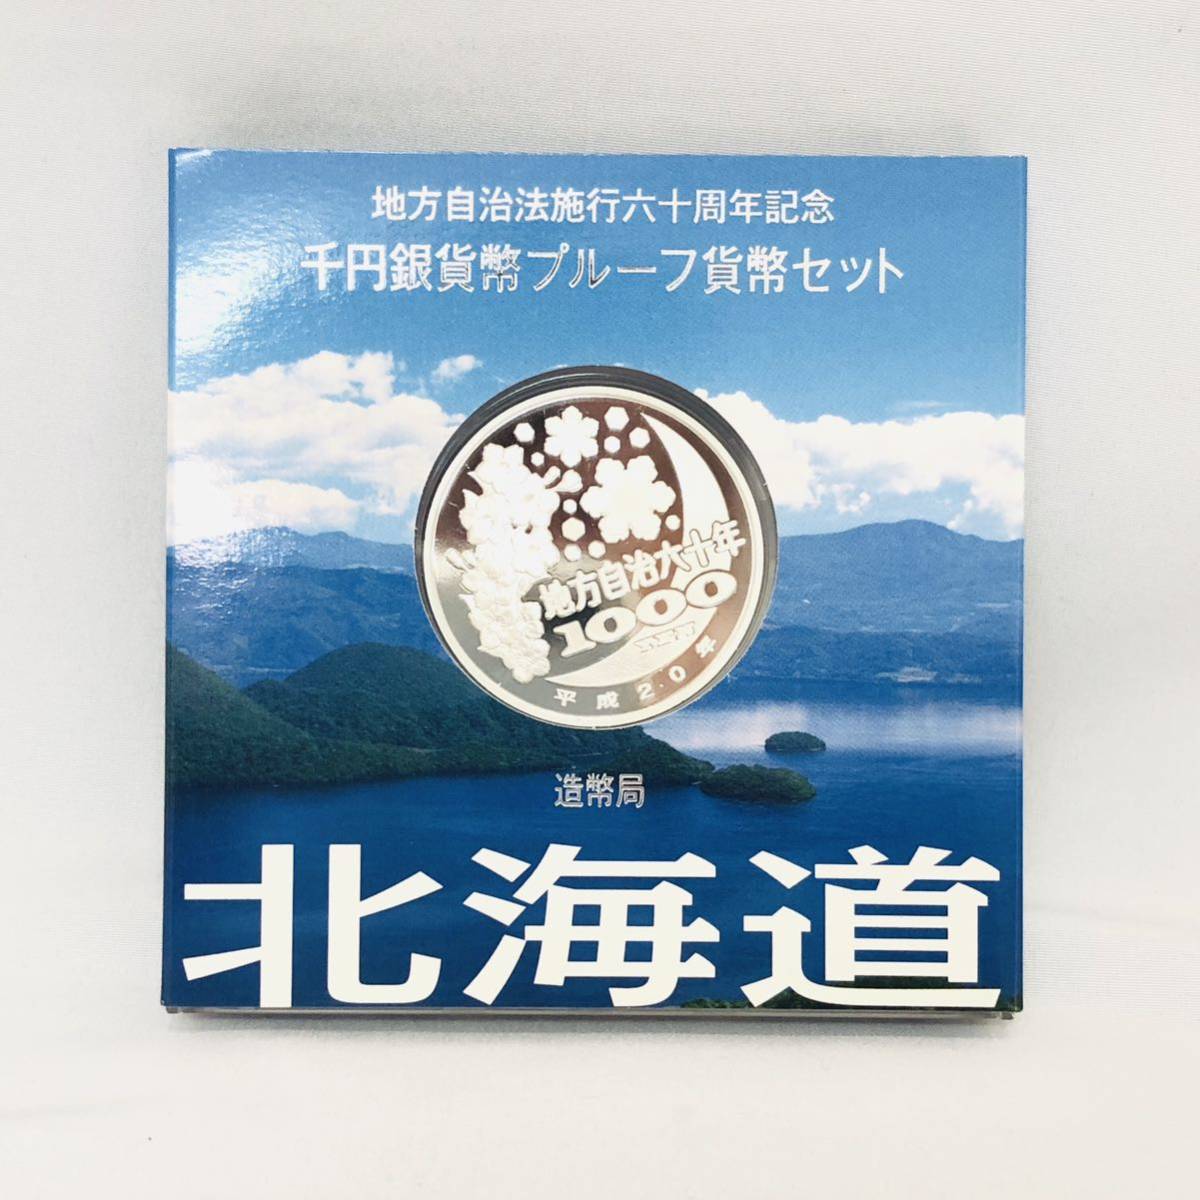 地方自治法施行六十周年記念
千円銀貨幣プルーフ貨幣セット
地方自治六十年
1000
平成20年
造幣局
北海道